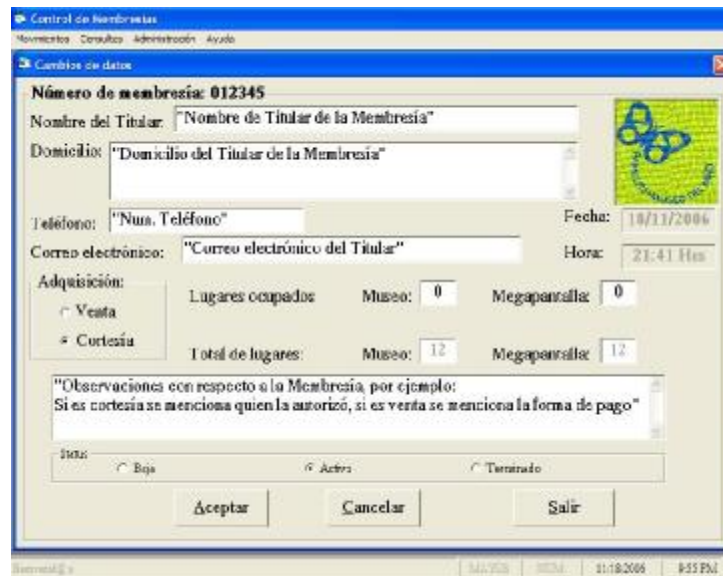 Control de Membresias
Movimientos Consultas Administración Ayuda
Cambios de datos
Número de membrezía: 012345
Nombre del Titular: "Nombre de Titular de la Membresía"
Domicilio: "Domicilio del Titular de la Membresía"
Teléfono: "Num. Teléfono"
Fecha: 18/11/2006
Correo electrónico: "Correo electrónico del Titular"
Hora: 21:41 Hrs
Adquisición:
Venta
Cortesía
Lugares ocupados Museo: 0 Megapantalla: 0
Total de lugares: Museo: 12 Megapantalla: 12
"Observaciones con respecto a la Membresía, por ejemplo:
Si es cortesía se menciona quien la autorizó, si es venta se menciona la forma de pago"
Status
Baja Activa Terminado
Aceptar Cancelar Salir
MAYÚS NUM 11/18/2006 9:55 PM